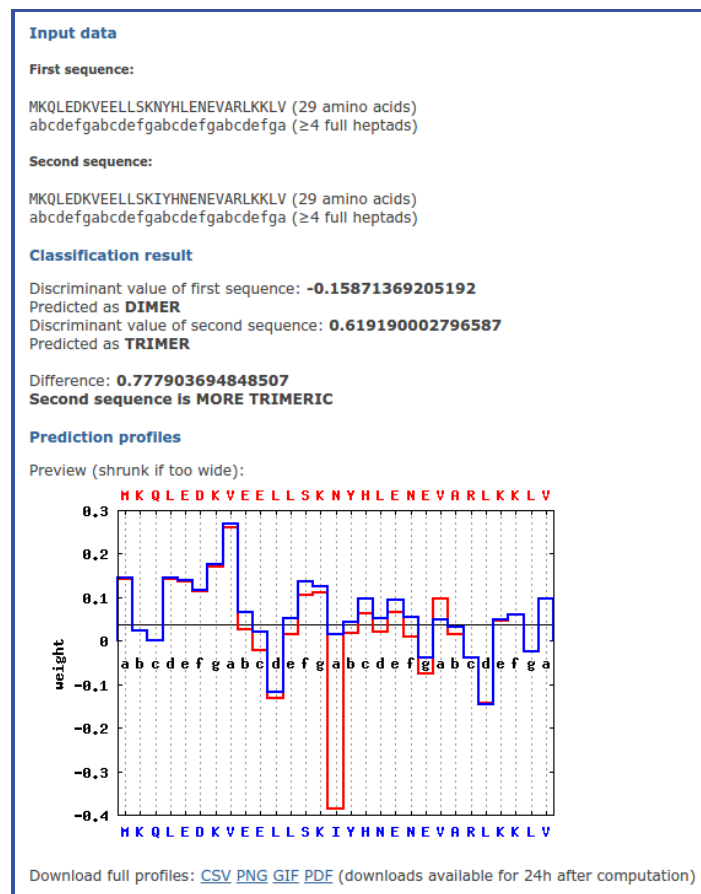 Input data
First sequence:
MKQLEDKVEELLSKNYHLENEVARLKKLV (29 amino acids)
abcdefgabcdefgabcdefgabcdefga (≥4 full heptads)
Second sequence:
MKQLEDKVEELLSKIYHNENEVARLKKLV (29 amino acids)
abcdefgabcdefgabcdefgabcdefga (≥4 full heptads)
Classification result
Discriminant value of first sequence: -0.15871369205192
Predicted as DIMER
Discriminant value of second sequence: 0.619190002796587
Predicted as TRIMER
Difference: 0.777903694848507
Second sequence is MORE TRIMERIC
Prediction profiles
Preview (shrunk if too wide):
M K Q L E D K V E E L L S K N Y H L E N E V A R L K K L V
0.3
0.2
0.1
0
-0.1
-0.2
-0.3
-0.4
weight
a b c d e f g a b c d e f g a b c d e f g a b c d e f g a
M K Q L E D K V E E L L S K I Y H N E N E V A R L K K L V
Download full profiles: CSV PNG GIF PDF (downloads available for 24h after computation)